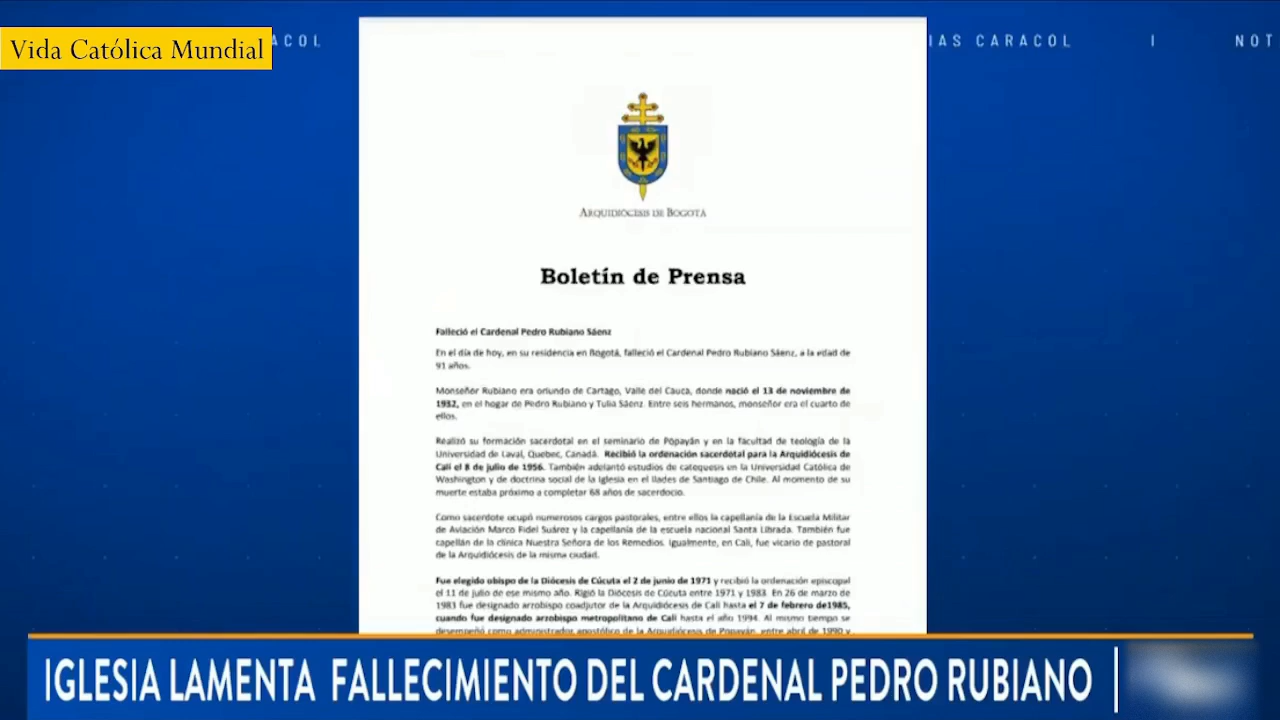 Vida Católica Mundial
ACOL
IAS CARACOL
I
NOT
ARQUIDIÓCESIS DE BOGOTÁ
Boletín de Prensa
Falleció el Cardenal Pedro Rubiano Sáenz
En el día de hoy, en su residencia en Bogotá, falleció el Cardenal Pedro Rubiano Sáenz, a la edad de
91 años.
Monseñor Rubiano era oriundo de Cartago, Valle del Cauca, donde nació el 13 de noviembre de
1932, en el hogar de Pedro Rubiano y Tulia Sáenz. Entre seis hermanos, monseñor era el cuarto de
ellos.
Realizó su formación sacerdotal en el seminario de Popayán y en la facultad de teología de la
Universidad de Laval, Quebec, Canadá. Recibió la ordenación sacerdotal para la Arquidiócesis de
Cali el 8 de julio de 1956. También adelantó estudios de catequesis en la Universidad Católica de
Washington y de doctrina social de la Iglesia en el Ilades de Santiago de Chile. Al momento de su
muerte estaba próximo a completar 68 años de sacerdocio.
Como sacerdote ocupó numerosos cargos pastorales, entre ellos la capellanía de la Escuela Militar
de Aviación Marco Fidel Suárez y la capellanía de la escuela nacional Santa Librada. También fue
capellán de la clínica Nuestra Señora de los Remedios. Igualmente, en Cali, fue vicario de pastoral
de la Arquidiócesis de la misma ciudad.
Fue elegido obispo de la Diócesis de Cúcuta el 2 de junio de 1971 y recibió la ordenación episcopal
el 11 de julio de ese mismo año. Rigió la Diócesis de Cúcuta entre 1971 y 1983. En 26 de marzo de
1983 fue designado arzobispo coadjutor de la Arquidiócesis de Cali hasta el 7 de febrero de1985,
cuando fue designado arzobispo metropolitano de Cali hasta el año 1994. Al mismo tiempo se
desempeñó como administrador apostólico de la Arquidiócesis de Popayán, entre abril de 1990 y
IGLESIA LAMENTA FALLECIMIENTO DEL CARDENAL PEDRO RUBIANO